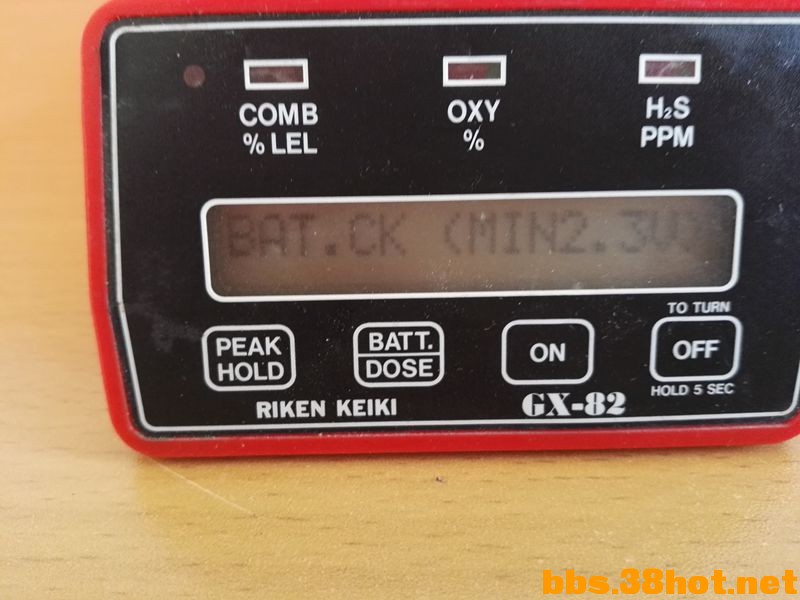 COMB
% LEL
OXY
%
H₂S
PPM
BAT.CK (MIN2.3V)
TO TURN
PEAK
HOLD
BATT.
DOSE
ON
OFF
HOLD 5 SEC
RIKEN KEIKI
GX-82
bbs.38hot.net